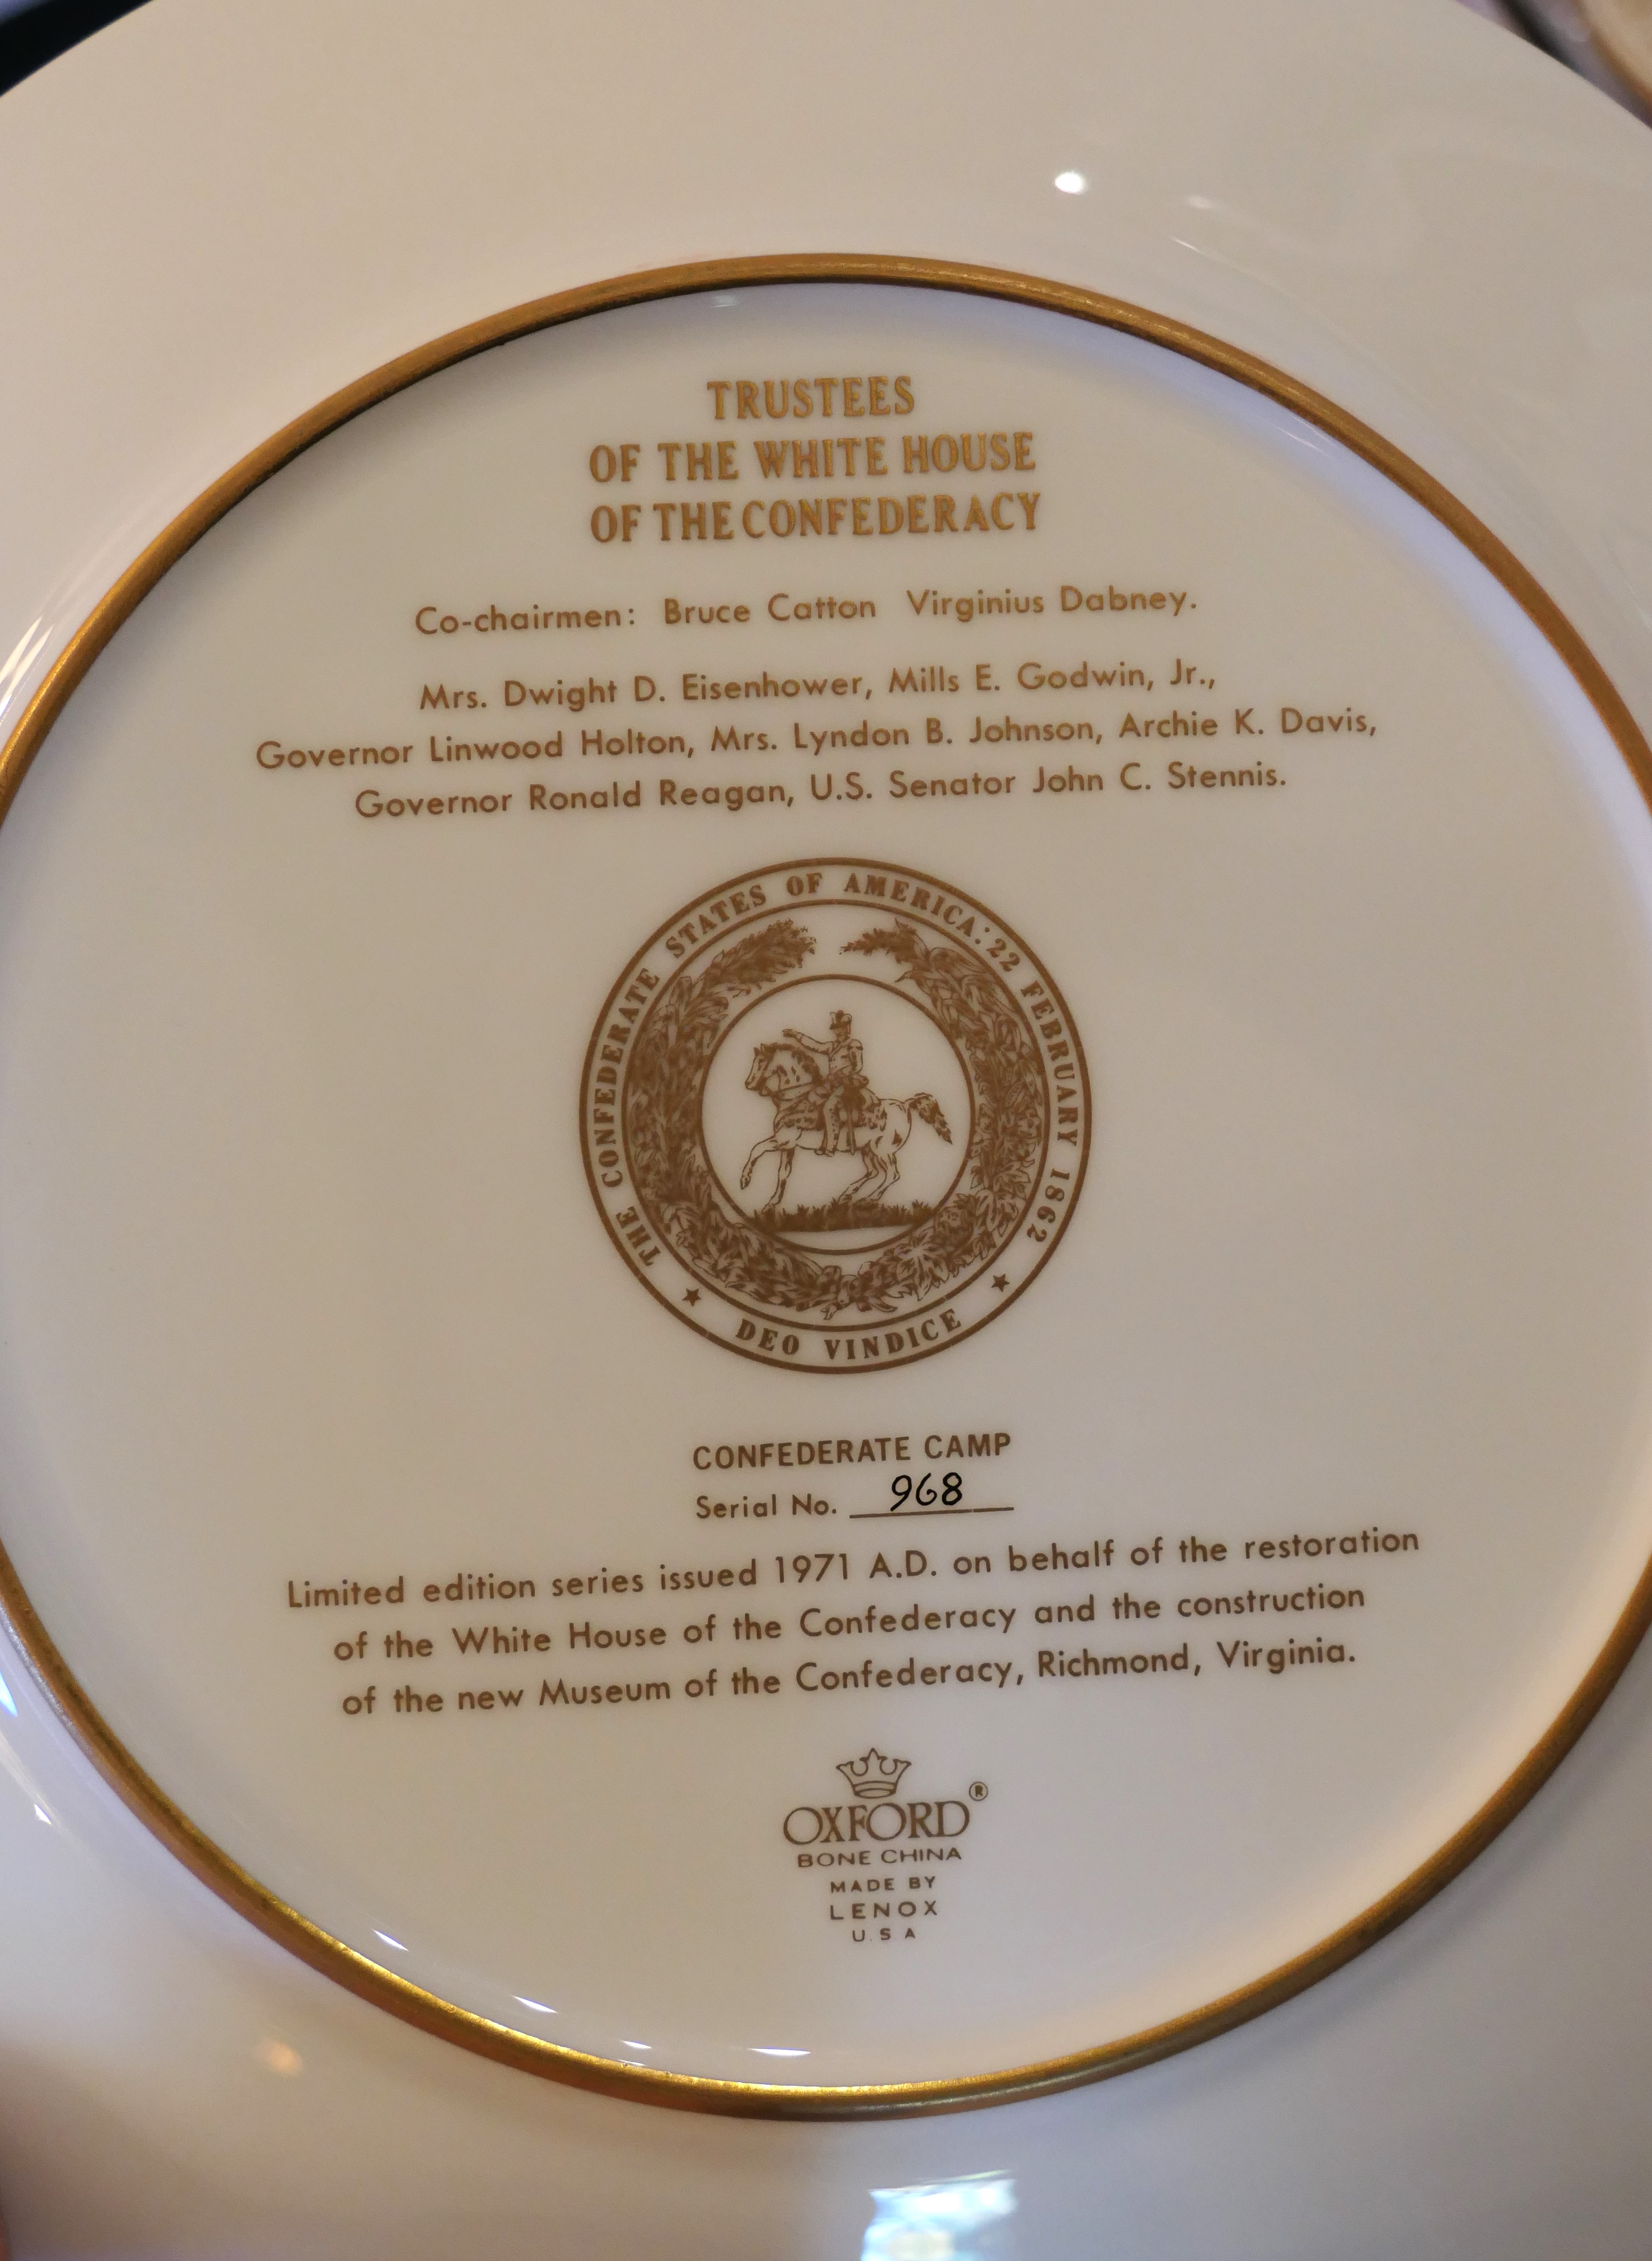 TRUSTEES
OF THE WHITE HOUSE
OF THE CONFEDERACY
Co-chairmen: Bruce Catton Virginius Dabney.
Mrs. Dwight D. Eisenhower, Mills E. Godwin, Jr.,
Governor Linwood Holton, Mrs. Lyndon B. Johnson, Archie K. Davis,
Governor Ronald Reagan, U.S. Senator John C. Stennis.
THE CONFEDERATE STATES OF AMERICA: 22 FEBRUARY 1862
DEO VINDICE
CONFEDERATE CAMP
Serial No. 968
Limited edition series issued 1971 A.D. on behalf of the restoration
of the White House of the Confederacy and the construction
of the new Museum of the Confederacy, Richmond, Virginia.
OXFORD®
BONE CHINA
MADE BY
LENOX
U.S A